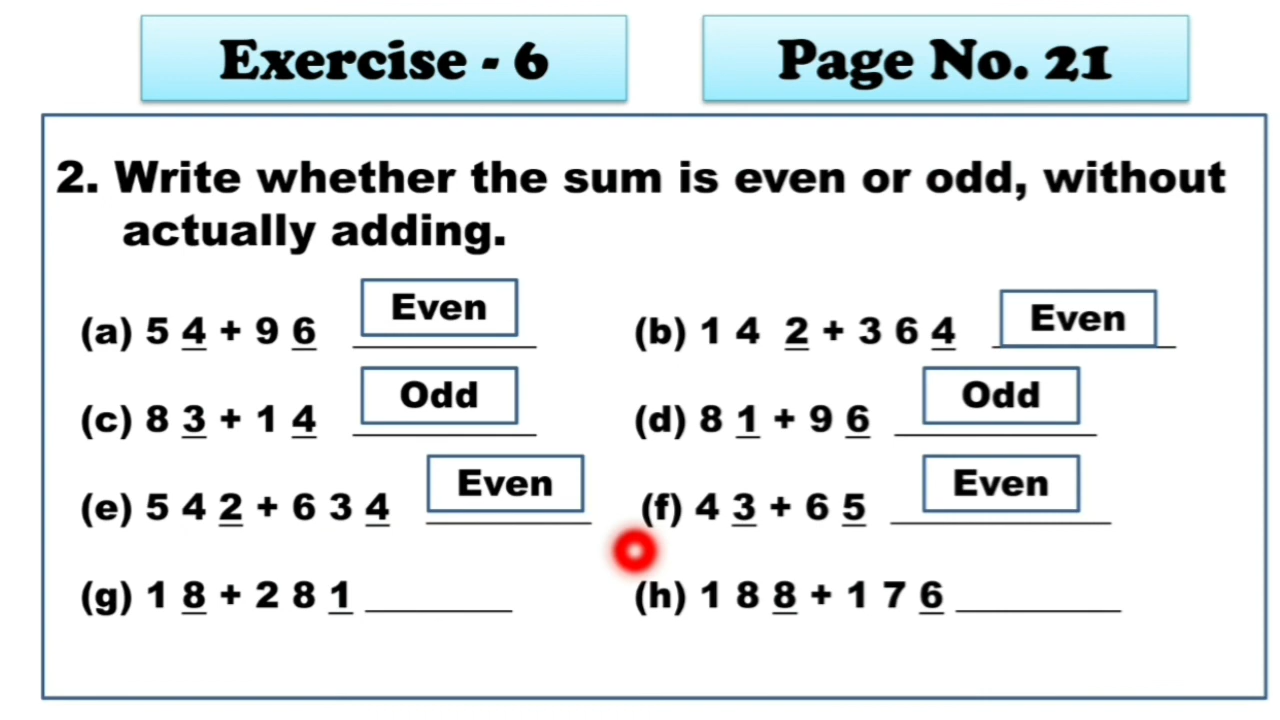 Exercise - 6 Page No. 21
2. Write whether the sum is even or odd, without
actually adding.
(a) 5 4 + 9 6 Even (b) 1 4 2 + 3 6 4 Even
(c) 8 3 + 1 4 Odd (d) 8 1 + 9 6 Odd
(e) 5 4 2 + 6 3 4 Even (f) 4 3 + 6 5 Even
(g) 1 8 + 2 8 1 ________ (h) 1 8 8 + 1 7 6 ________